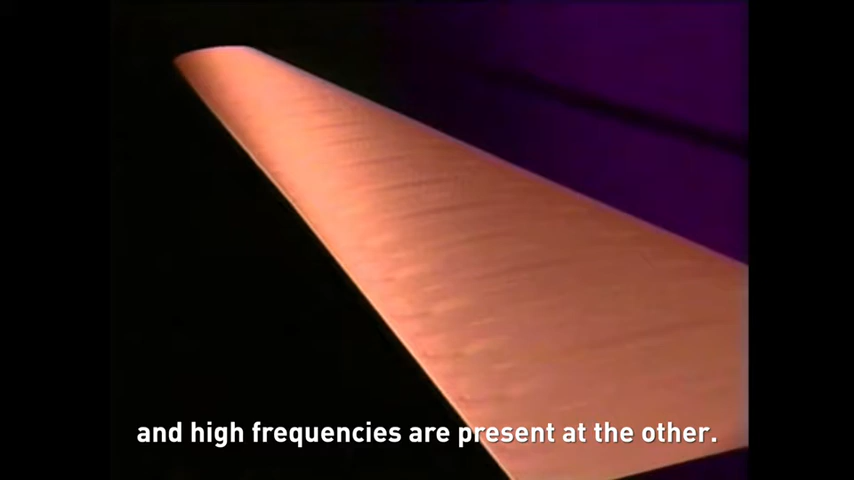 and high frequencies are present at the other.